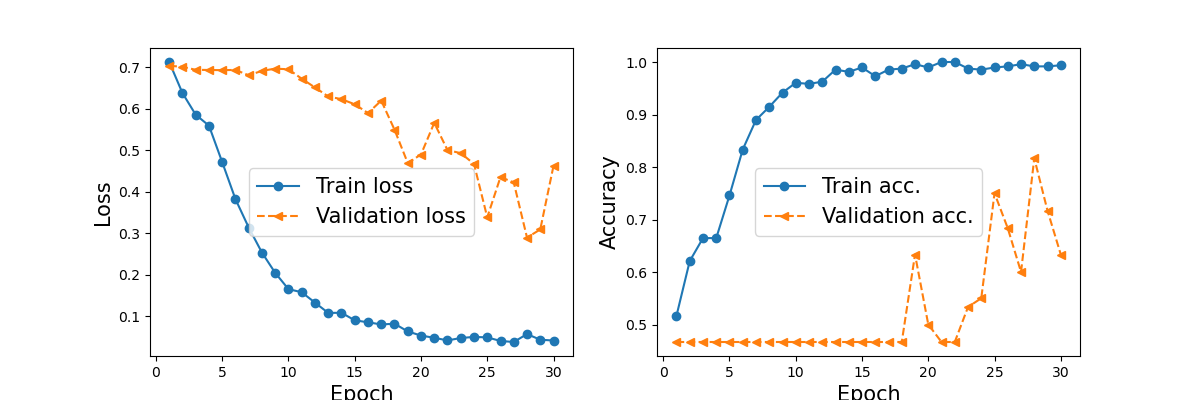 0.7
0.6
0.5
0.4
0.3
0.2
0.1
Loss
Train loss
Validation loss
0 5 10 15 20 25 30
Epoch
1.0
0.9
0.8
0.7
0.6
0.5
Accuracy
Train acc.
Validation acc.
0 5 10 15 20 25 30
Epoch